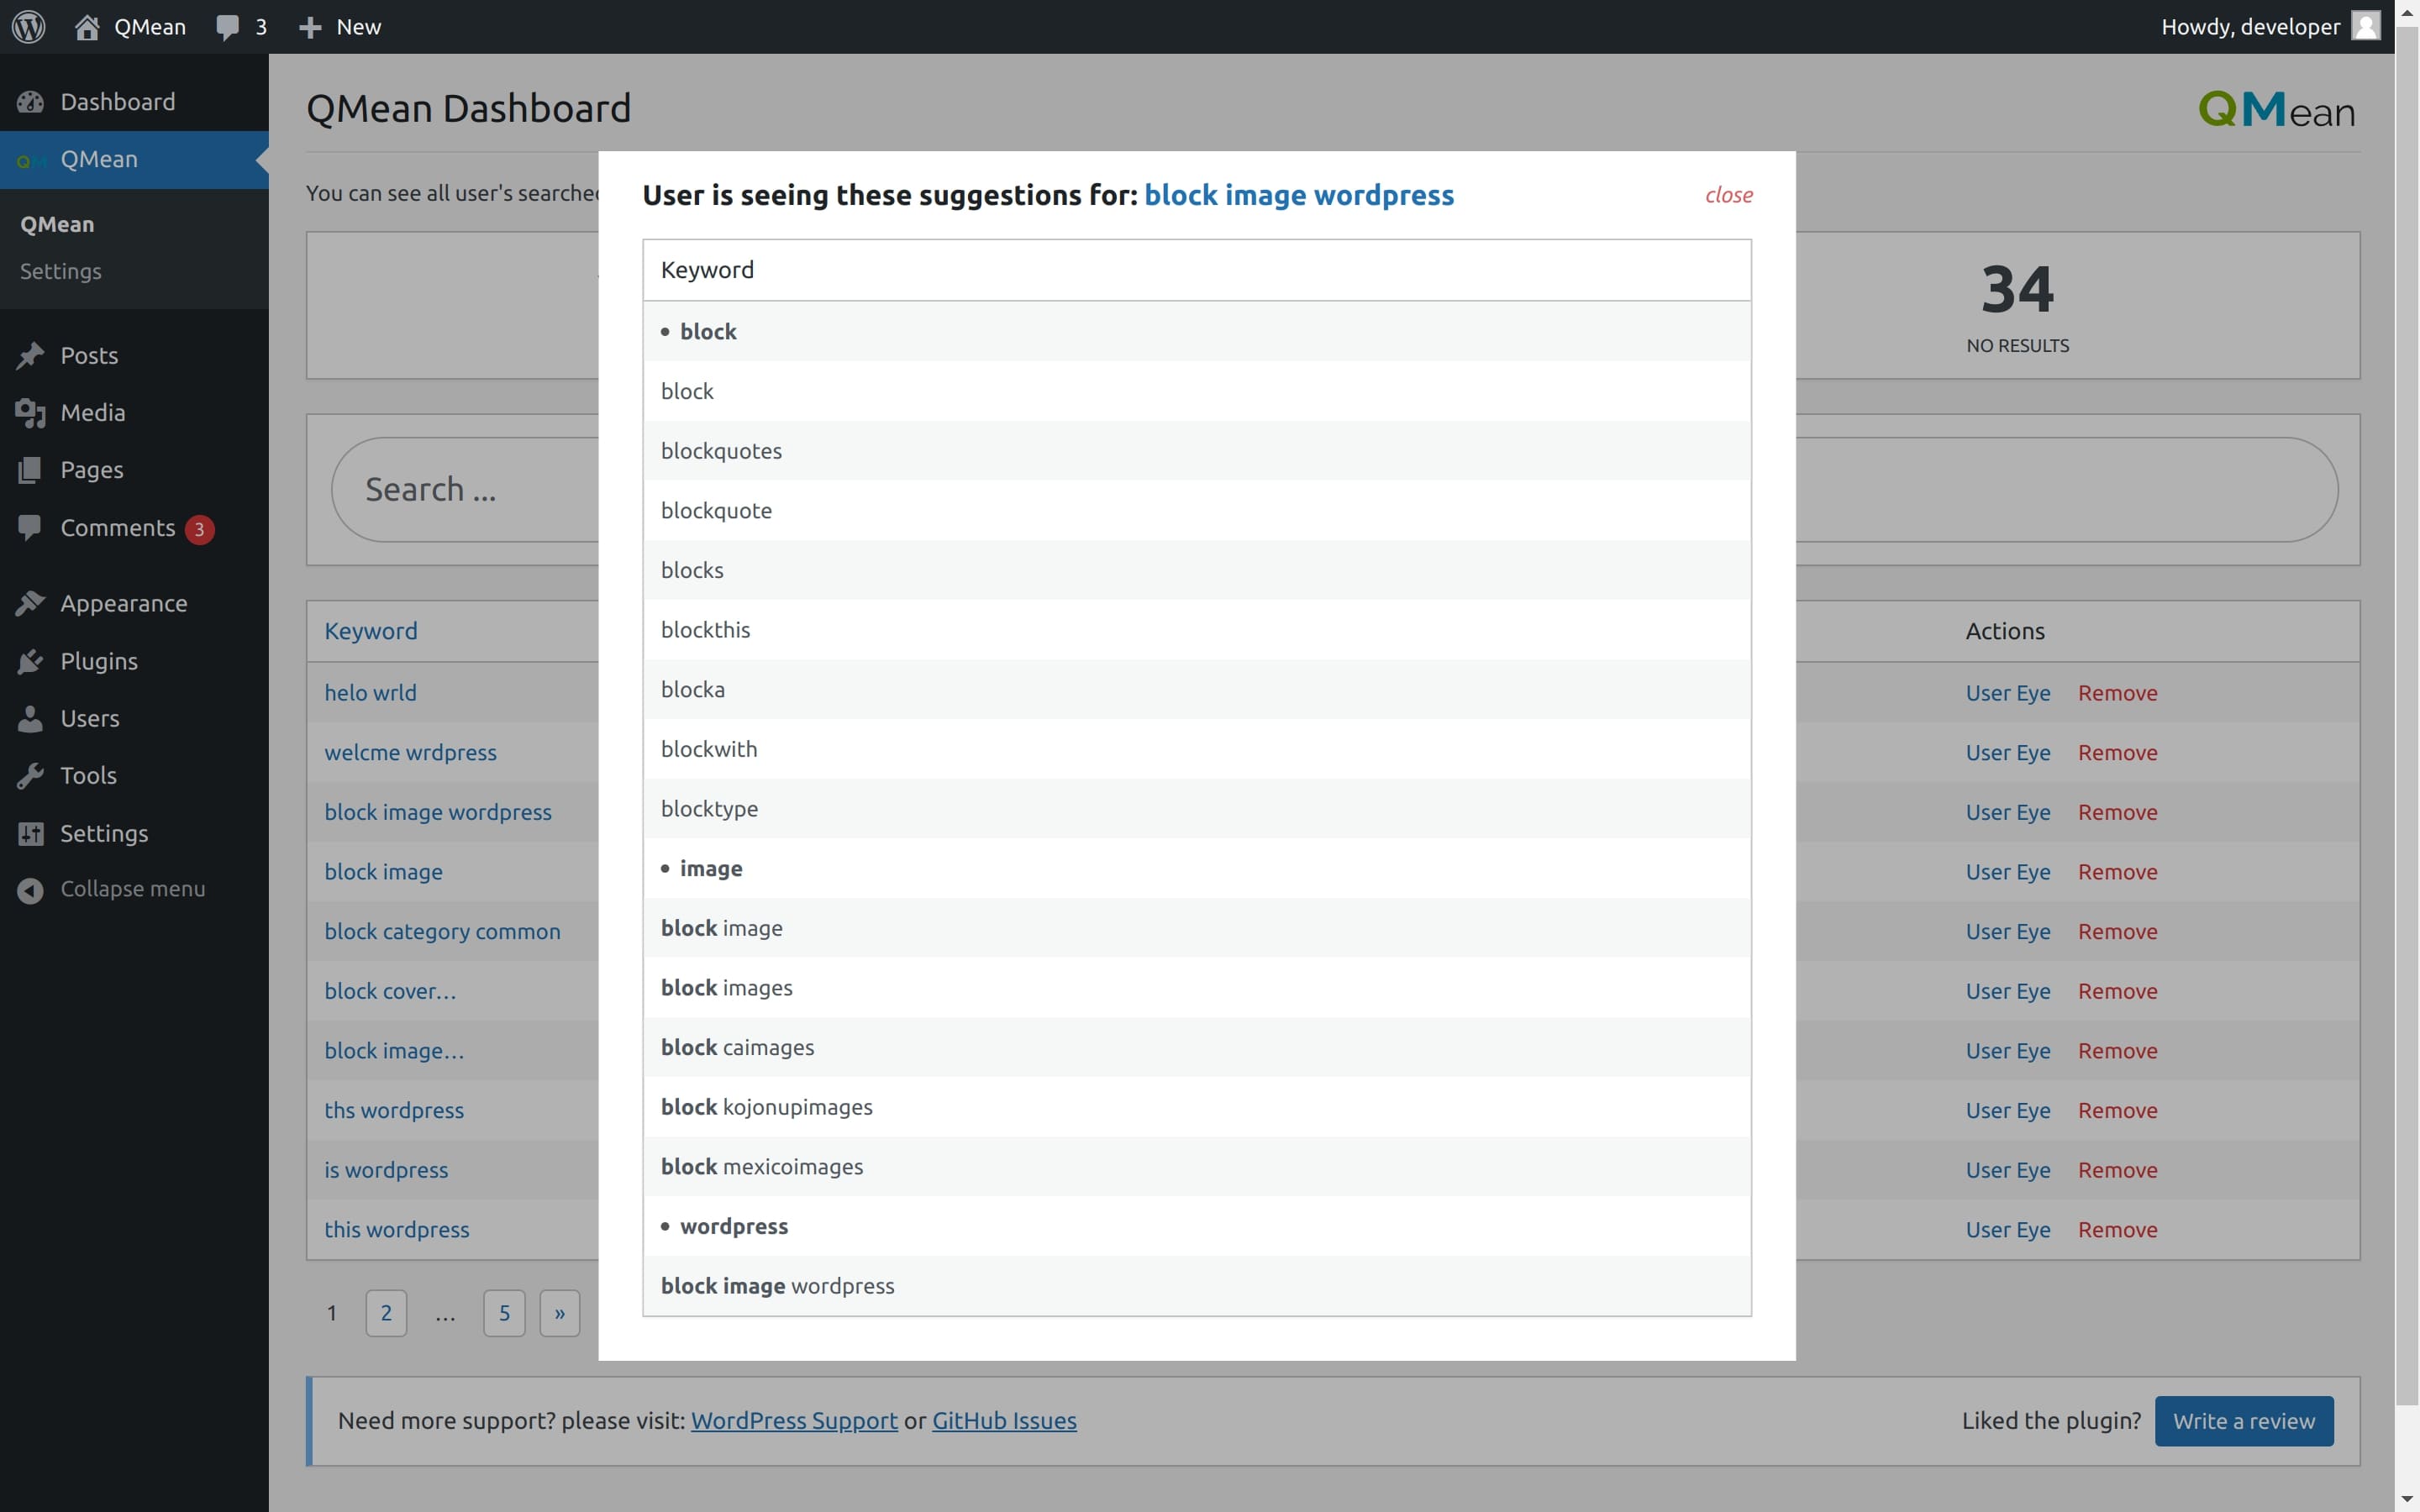 QMean 3 New Howdy, developer
Dashboard
QMean
QMean
Settings
Posts
Media
Pages
Comments 3
Appearance
Plugins
Users
Tools
Settings
Collapse menu
QMean Dashboard
QMean
You can see all user's searched
34
NO RESULTS
Search ...
Keyword Actions
helo wrld User Eye Remove
welcme wrdpress User Eye Remove
block image wordpress User Eye Remove
block image User Eye Remove
block category common User Eye Remove
block cover… User Eye Remove
block image… User Eye Remove
ths wordpress User Eye Remove
is wordpress User Eye Remove
this wordpress User Eye Remove
1 2 … 5 »
User is seeing these suggestions for: block image wordpress close
Keyword
• block
block
blockquotes
blockquote
blocks
blockthis
blocka
blockwith
blocktype
• image
block image
block images
block caimages
block kojonupimages
block mexicoimages
• wordpress
block image wordpress
Need more support? please visit: WordPress Support or GitHub Issues Liked the plugin? Write a review